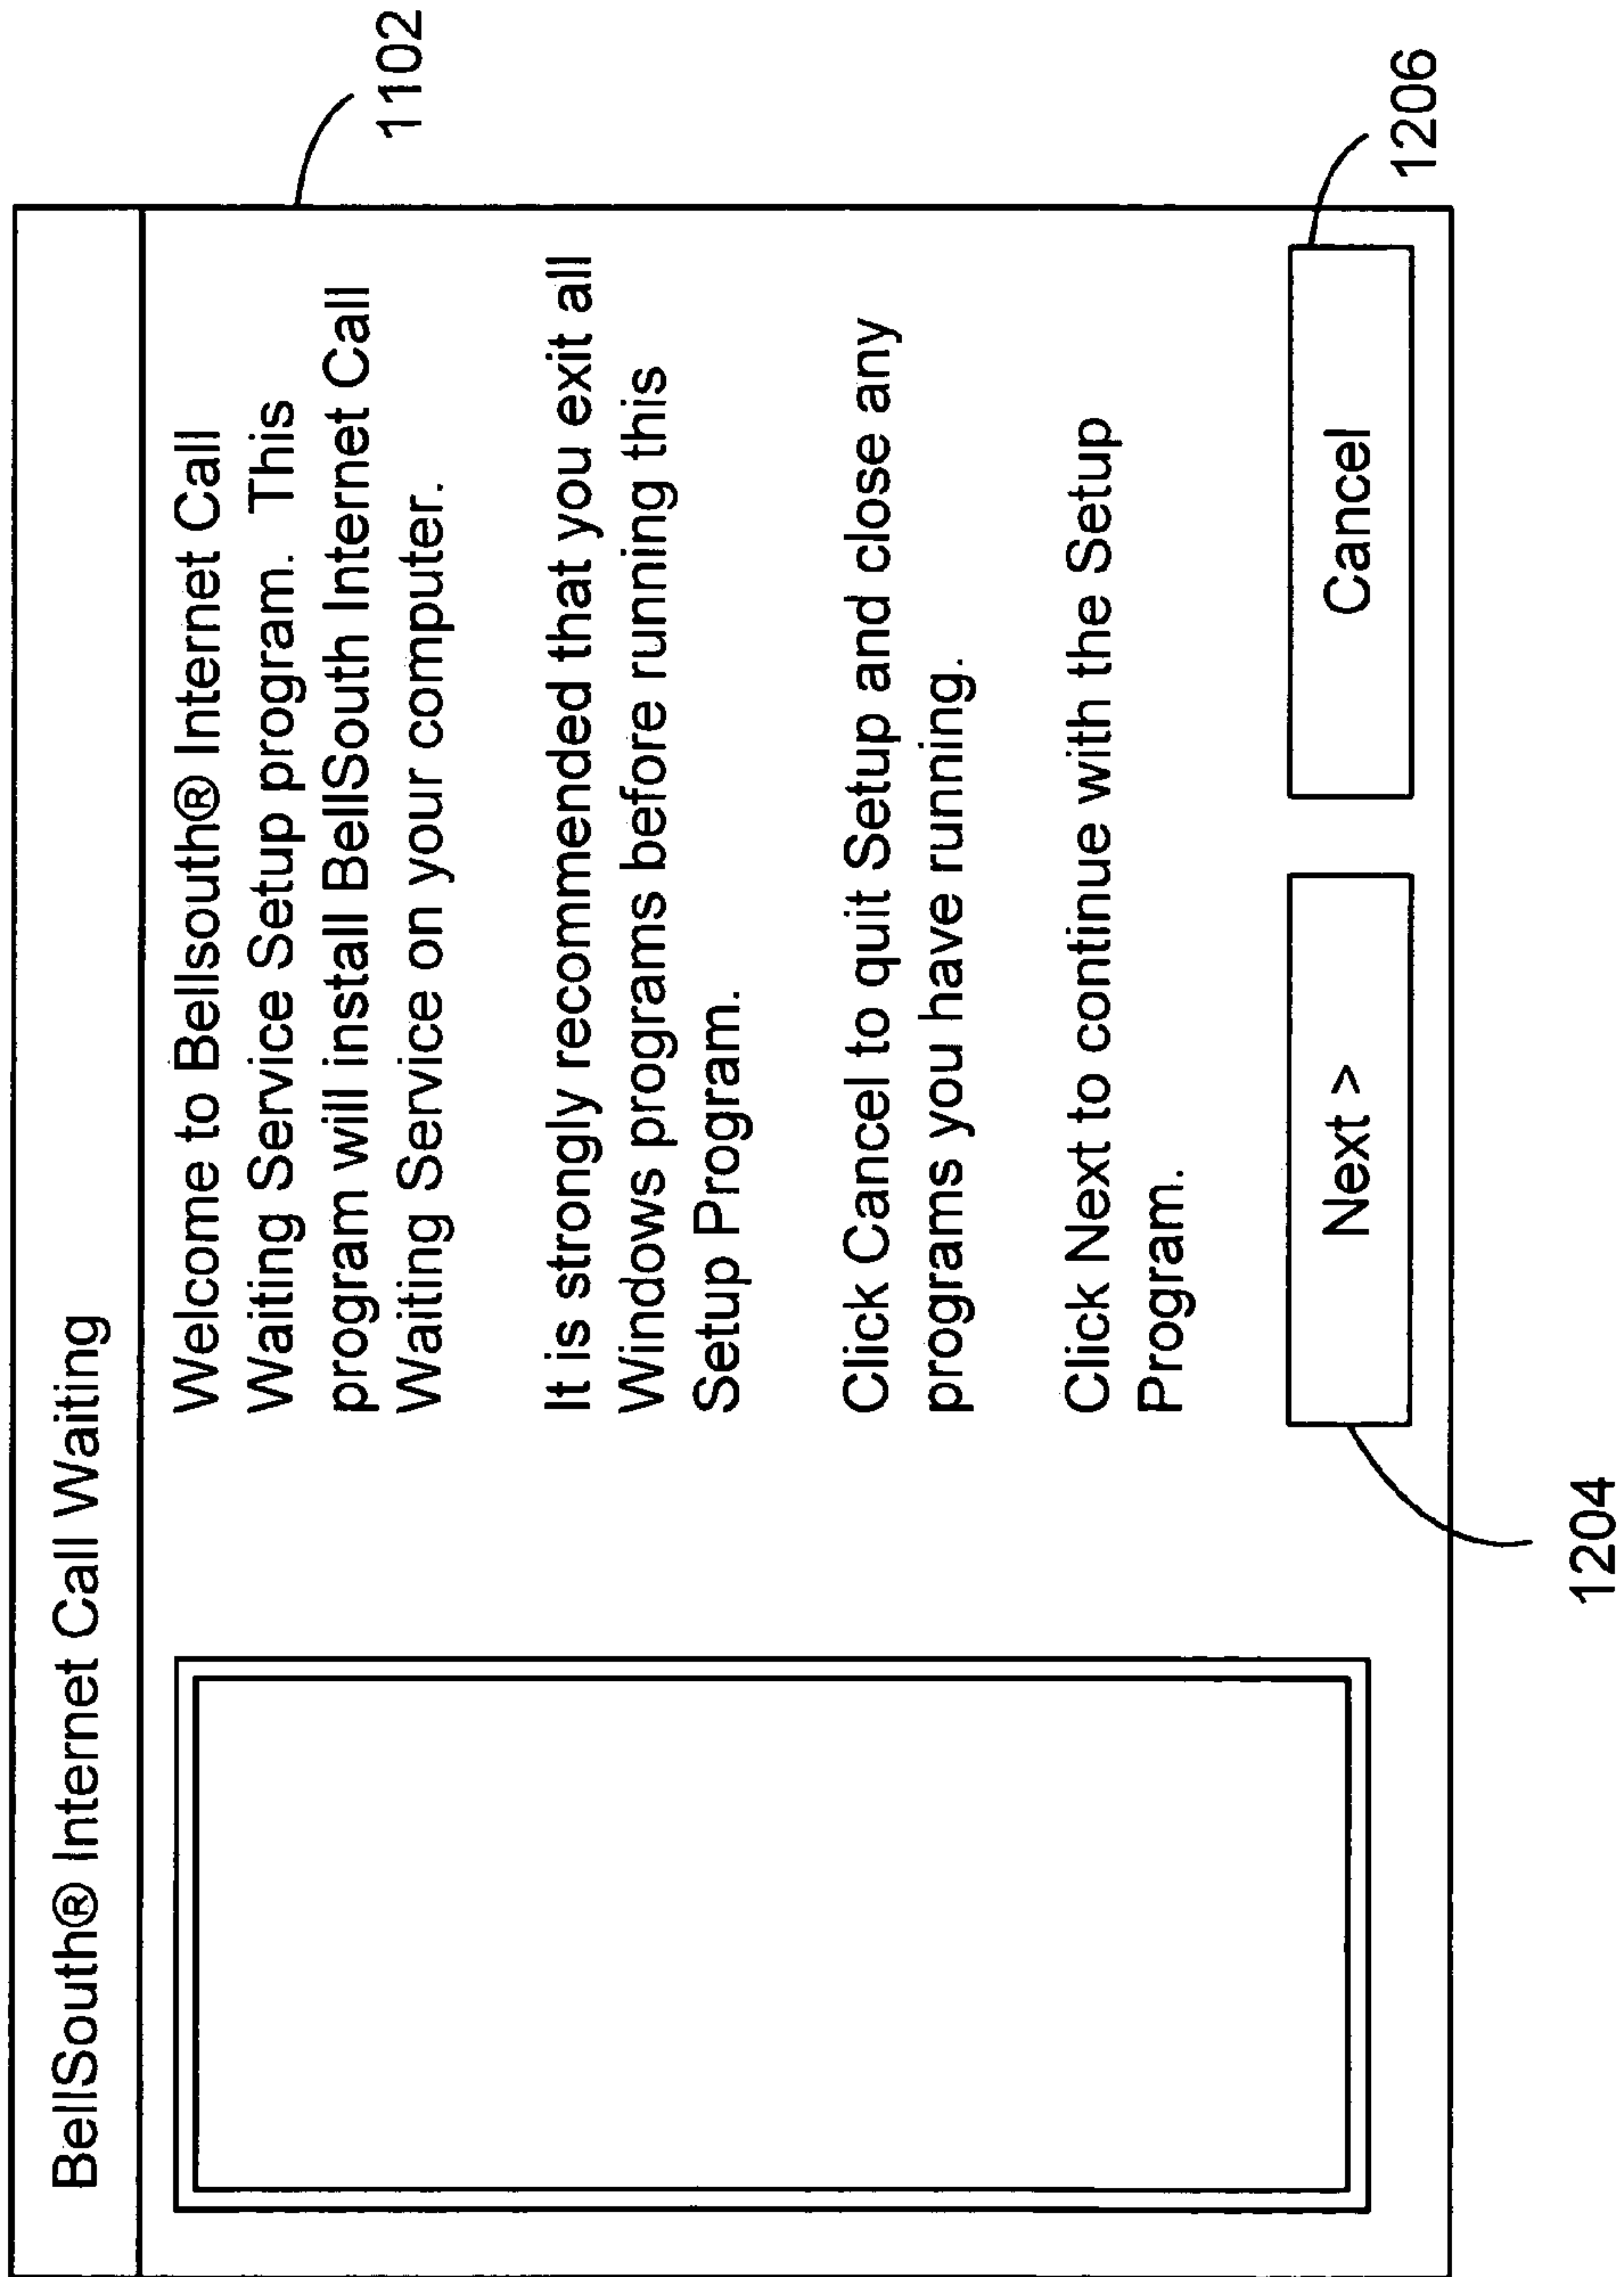 BellSouth® Internet Call Waiting
Welcome to Bellsouth® Internet Call
Waiting Service Setup program. This
program will install BellSouth Internet Call
Waiting Service on your computer.
It is strongly recommended that you exit all
Windows programs before running this
Setup Program.
Click Cancel to quit Setup and close any
programs you have running.
Click Next to continue with the Setup
Program.
Next >
Cancel
1102
1204
1206